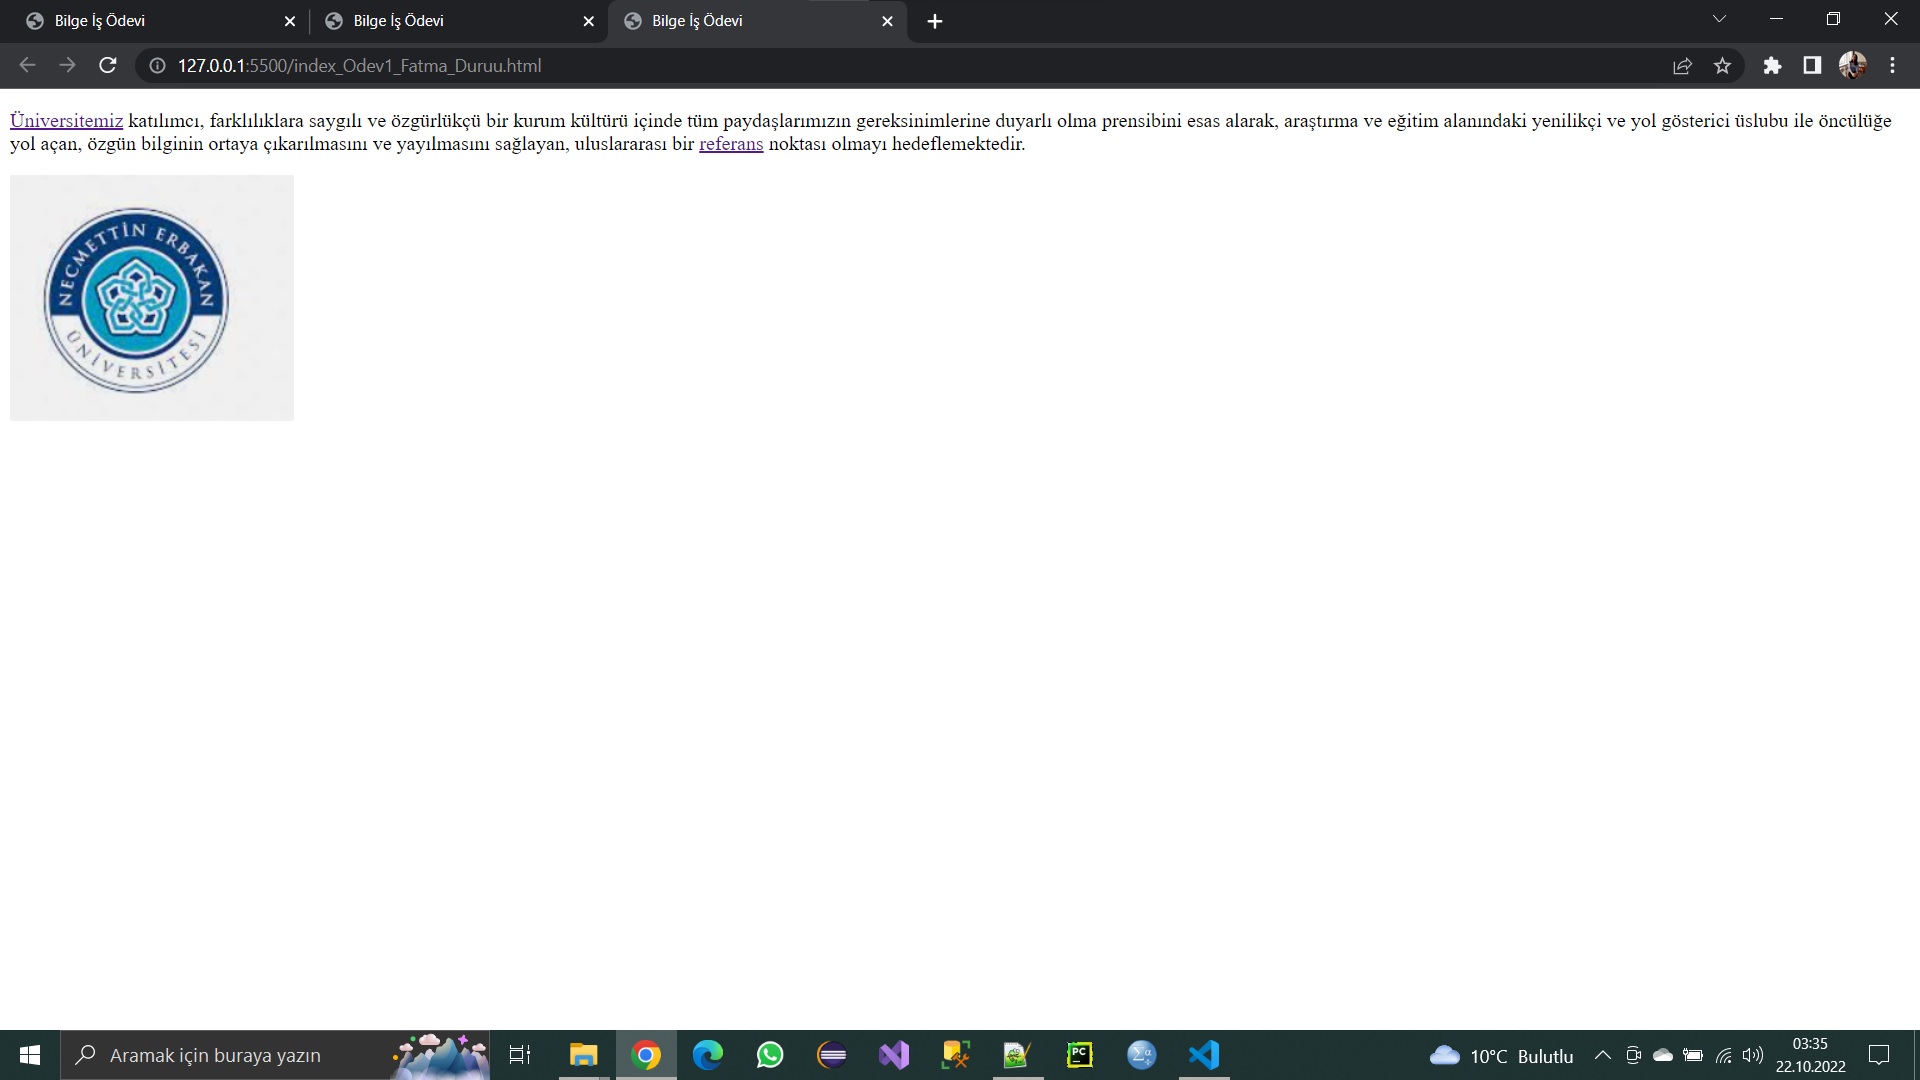 Bilge İş Ödevi
Bilge İş Ödevi
Bilge İş Ödevi
127.0.0.1:5500/index_Odev1_Fatma_Duruu.html
Üniversitemiz katılımcı, farklılıklara saygılı ve özgürlükçü bir kurum kültürü içinde tüm paydaşlarımızın gereksinimlerine duyarlı olma prensibini esas alarak, araştırma ve eğitim alanındaki yenilikçi ve yol gösterici üslubu ile öncülüğe
yol açan, özgün bilginin ortaya çıkarılmasını ve yayılmasını sağlayan, uluslararası bir referans noktası olmayı hedeflemektedir.
NECMETTİN ERBAKAN
ÜNİVERSİTESİ
Aramak için buraya yazın
PC
Σα
10°C Bulutlu
03:35
22.10.2022